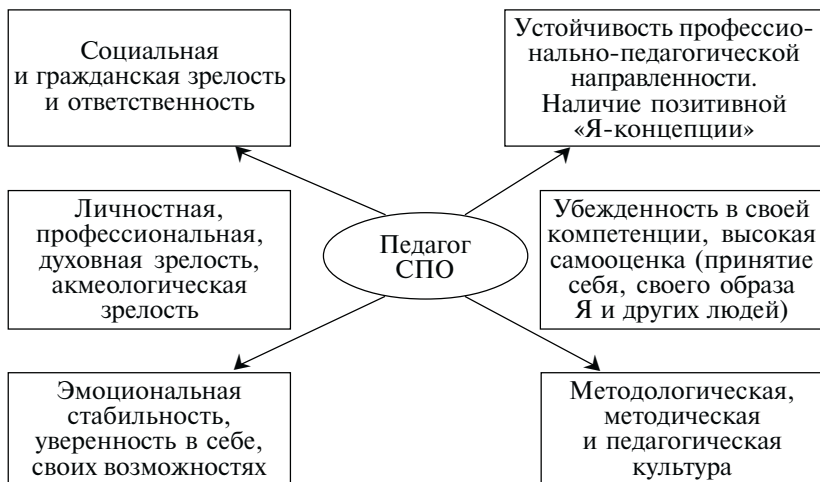 Социальная
и гражданская зрелость
и ответственность
Устойчивость профессио-
нально-педагогической
направленности.
Наличие позитивной
«Я-концепции»
Личностная,
профессиональная,
духовная зрелость,
акмеологическая
зрелость
Педагог
СПО
Убежденность в своей
компетенции, высокая
самооценка (принятие
себя, своего образа
Я и других людей)
Эмоциональная
стабильность,
уверенность в себе,
своих возможностях
Методологическая,
методическая
и педагогическая
культура